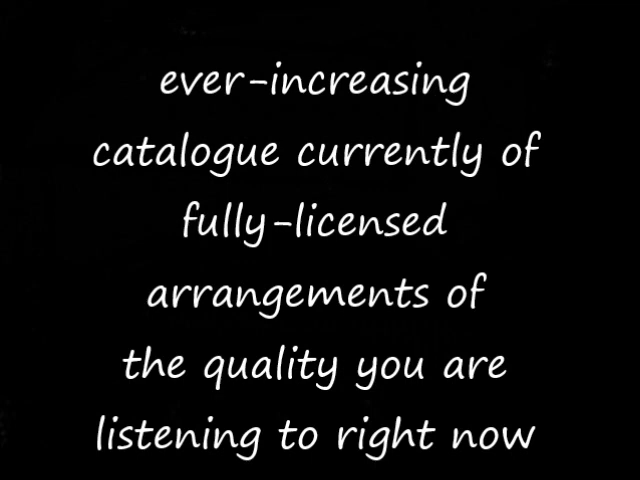 ever-increasing
catalogue currently of
fully-licensed
arrangements of
the quality you are
listening to right now